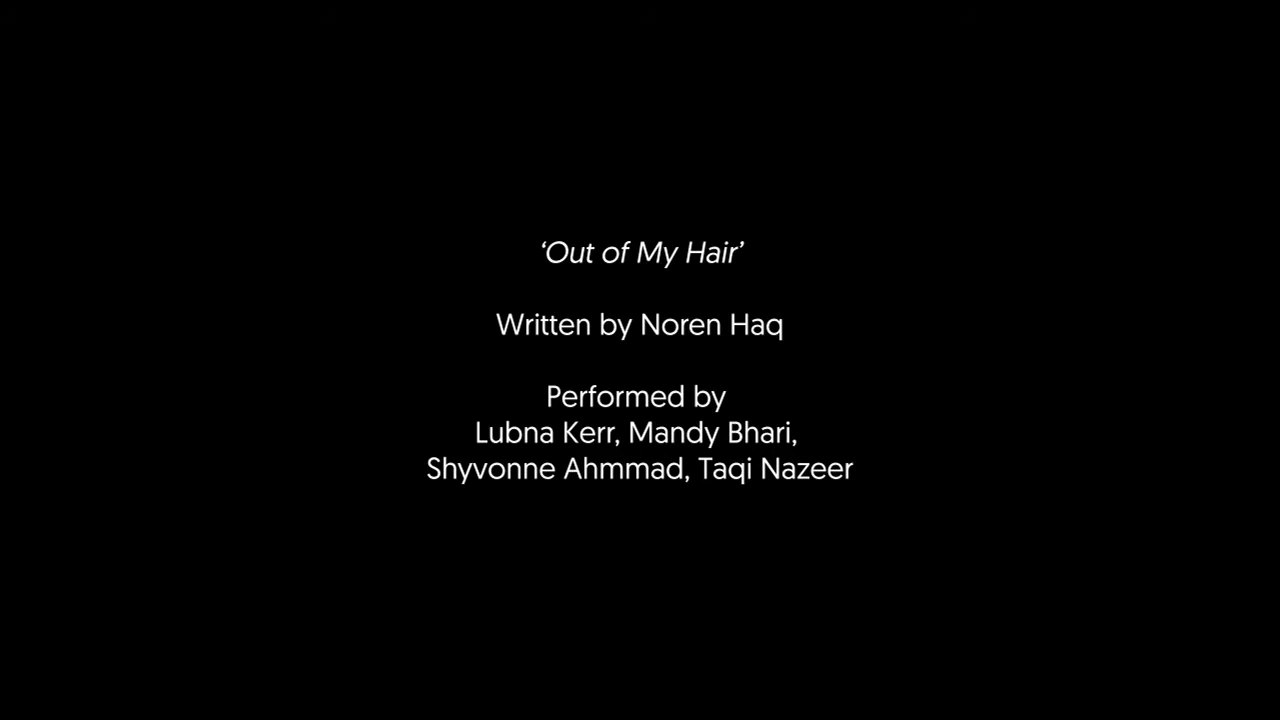 ‘Out of My Hair’
Written by Noren Haq
Performed by
Lubna Kerr, Mandy Bhari,
Shyvonne Ahmmad, Taqi Nazeer